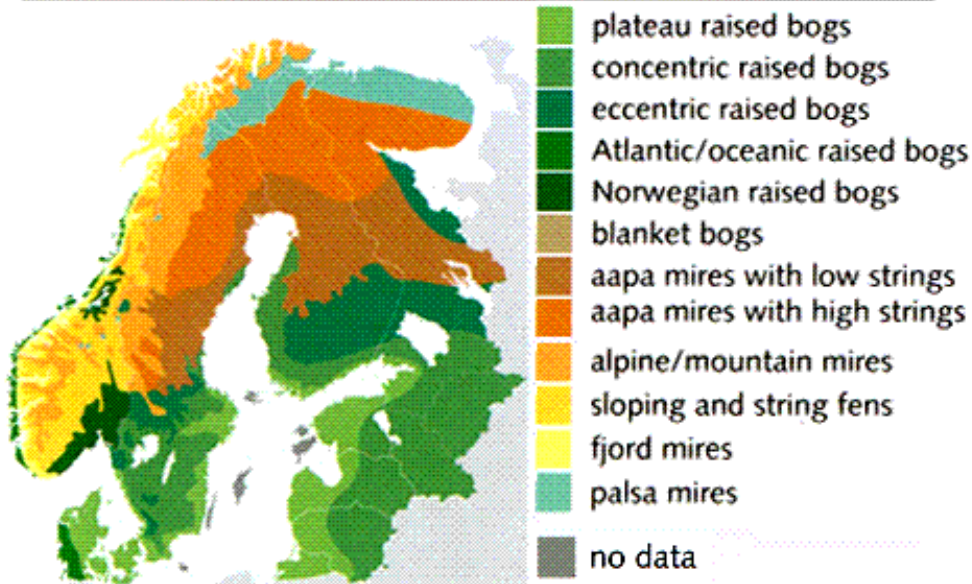 plateau raised bogs
concentric raised bogs
eccentric raised bogs
Atlantic/oceanic raised bogs
Norwegian raised bogs
blanket bogs
aapa mires with low strings
aapa mires with high strings
alpine/mountain mires
sloping and string fens
fjord mires
palsa mires
no data